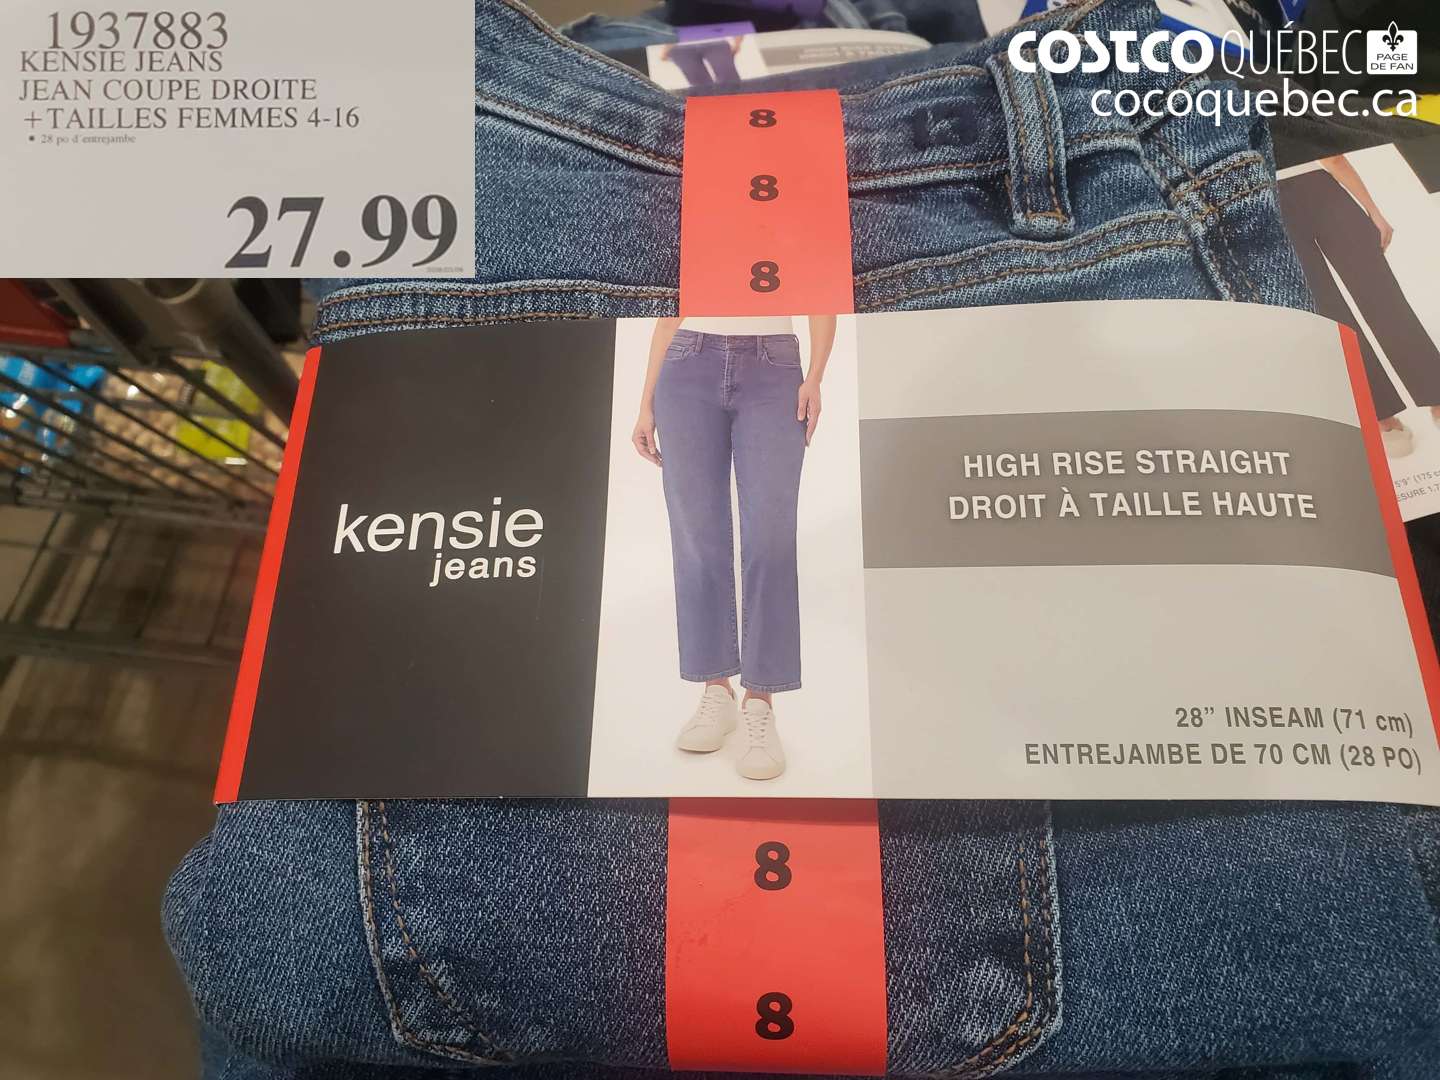 1937883
KENSIE JEANS
JEAN COUPE DROITE
+TAILLES FEMMES 4-16
28 po d'entrejambe
27.99
COSTCO QUÉBEC
PAGE
DE FAN
cocoquebec.ca
8
8
8
kensie
jeans
HIGH RISE STRAIGHT
DROIT À TAILLE HAUTE
28” INSEAM (71 cm)
ENTREJAMBE DE 70 CM (28 PO)
8
8